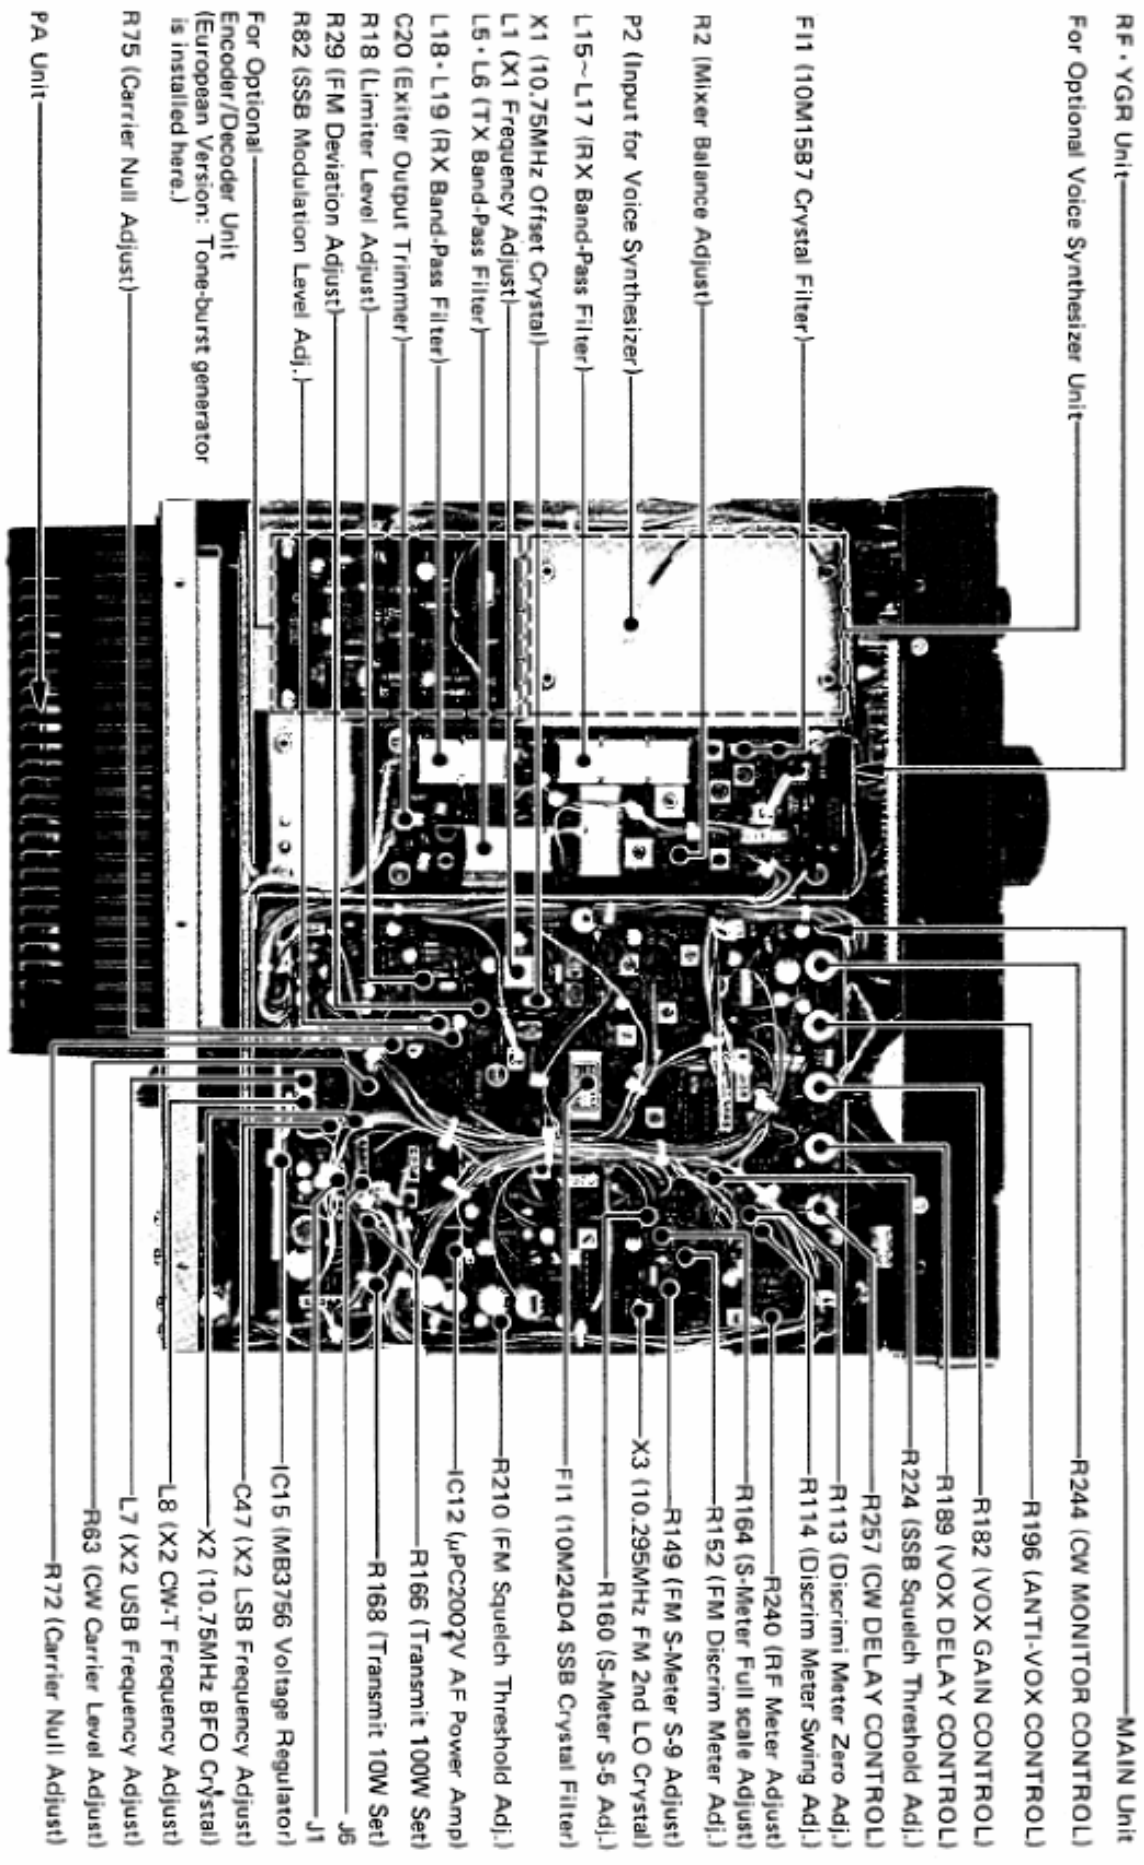 RF · YGR Unit
For Optional Voice Synthesizer Unit
FI1 (10M15B7 Crystal Filter)
R2 (Mixer Balance Adjust)
P2 (Input for Voice Synthesizer)
L15~ L17 (RX Band-Pass Filter)
X1 (10.75MHz Offset Crystal)
L1 (X1 Frequency Adjust)
L5 · L6 (TX Band-Pass Filter)
L18 · L19 (RX Band-Pass Filter)
C20 (Exiter Output Trimmer)
R18 (Limiter Level Adjust)
R29 (FM Deviation Adjust)
R82 (SSB Modulation Level Adj.)
For Optional
Encoder/Decoder Unit
(European Version: Tone-burst generator
is installed here.)
R75 (Carrier Null Adjust)
PA Unit
MAIN Unit
R244 (CW MONITOR CONTROL)
R196 (ANTI-VOX CONTROL)
R182 (VOX GAIN CONTROL)
R189 (VOX DELAY CONTROL)
R224 (SSB Squelch Threshold Adj.)
R257 (CW DELAY CONTROL)
R113 (Discrimi Meter Zero Adj.)
R114 (Discrim Meter Swing Adj.)
R240 (RF Meter Adjust)
R164 (S-Meter Full scale Adjust)
R152 (FM Discrim Meter Adj.)
R149 (FM S-Meter S-9 Adjust)
X3 (10.295MHz FM 2nd LO Crystal)
R160 (S-Meter S-5 Adj.)
FI1 (10M24D4 SSB Crystal Filter)
R210 (FM Squelch Threshold Adj.)
IC12 (μPC2002V AF Power Amp)
R166 (Transmit 100W Set)
R168 (Transmit 10W Set)
J6
J1
IC15 (MB3756 Voltage Regulator)
C47 (X2 LSB Frequency Adjust)
X2 (10.75MHz BFO Crystal)
L8 (X2 CW-T Frequency Adjust)
L7 (X2 USB Frequency Adjust)
R63 (CW Carrier Level Adjust)
R72 (Carrier Null Adjust)